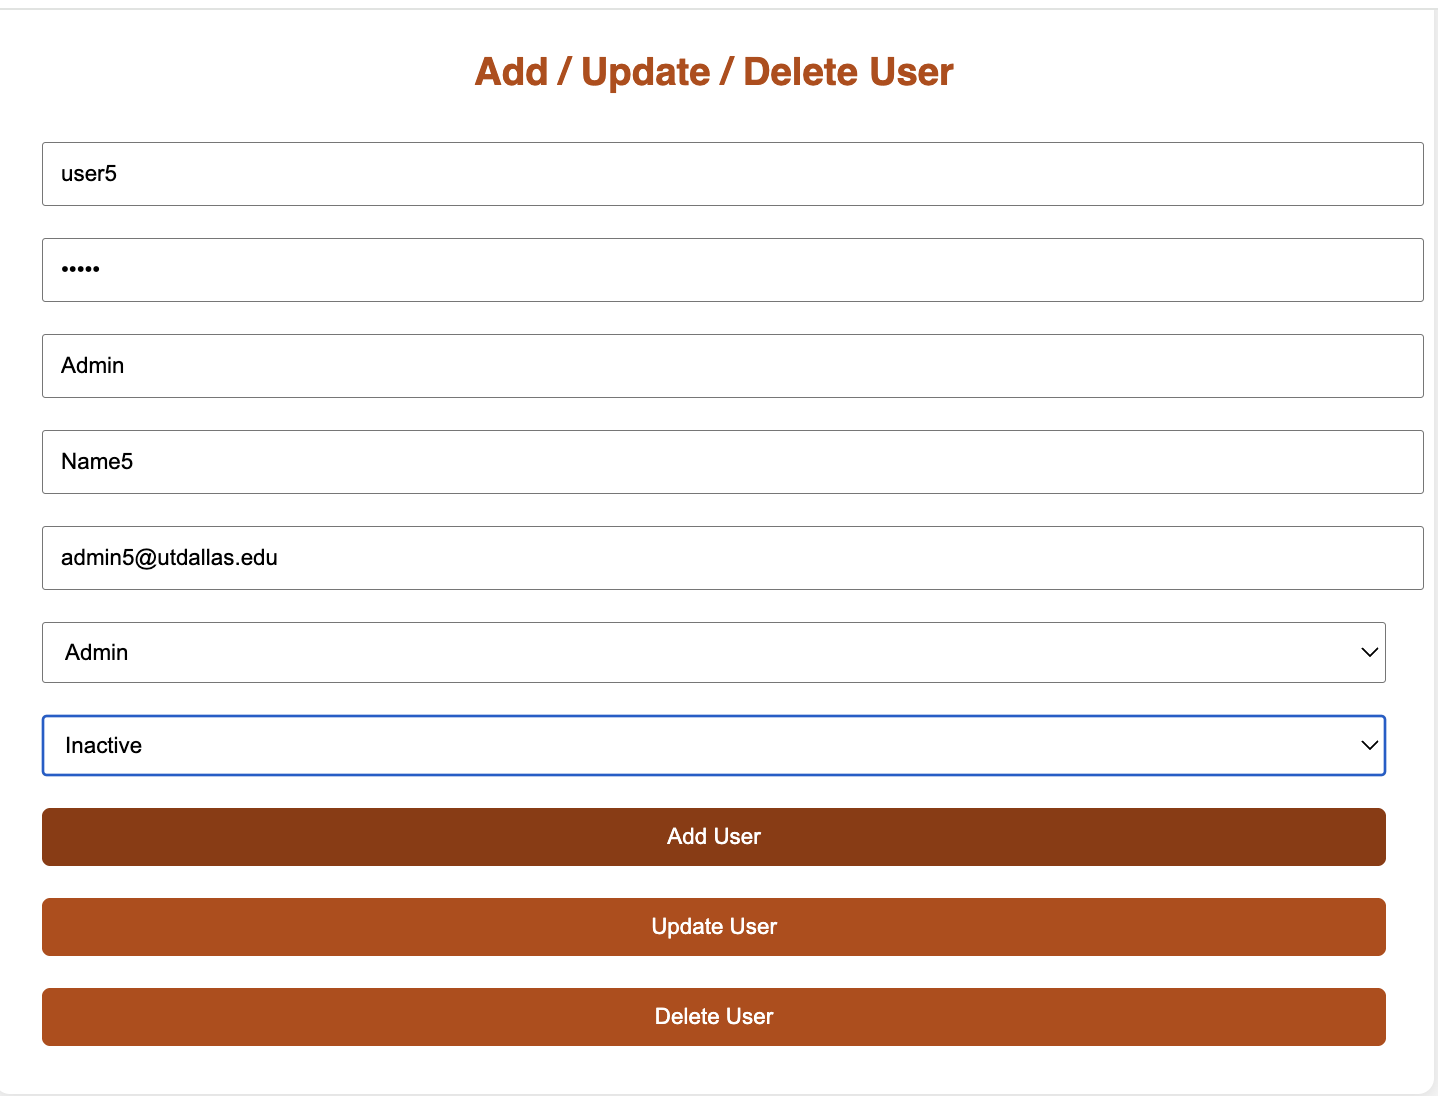 Add / Update / Delete User
user5
•••••
Admin
Name5
admin5@utdallas.edu
Admin
Inactive
Add User
Update User
Delete User